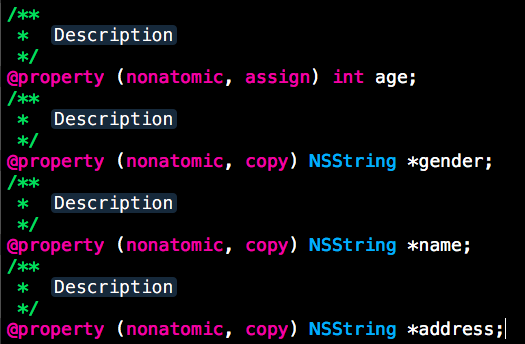 /**
 *  Description
 */
@property (nonatomic, assign) int age;
/**
 *  Description
 */
@property (nonatomic, copy) NSString *gender;
/**
 *  Description
 */
@property (nonatomic, copy) NSString *name;
/**
 *  Description
 */
@property (nonatomic, copy) NSString *address;